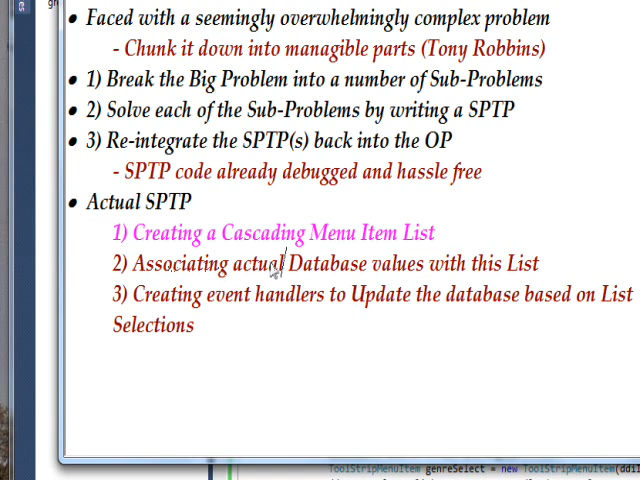 • Faced with a seemingly overwhelmingly complex problem
- Chunk it down into managible parts (Tony Robbins)
• 1) Break the Big Problem into a number of Sub-Problems
• 2) Solve each of the Sub-Problems by writing a SPTP
• 3) Re-integrate the SPTP(s) back into the OP
- SPTP code already debugged and hassle free
• Actual SPTP
1) Creating a Cascading Menu Item List
2) Associating actual Database values with this List
3) Creating event handlers to Update the database based on List
Selections
ToolStripMenuItem genreSelect = new ToolStripMenuItem(ddi